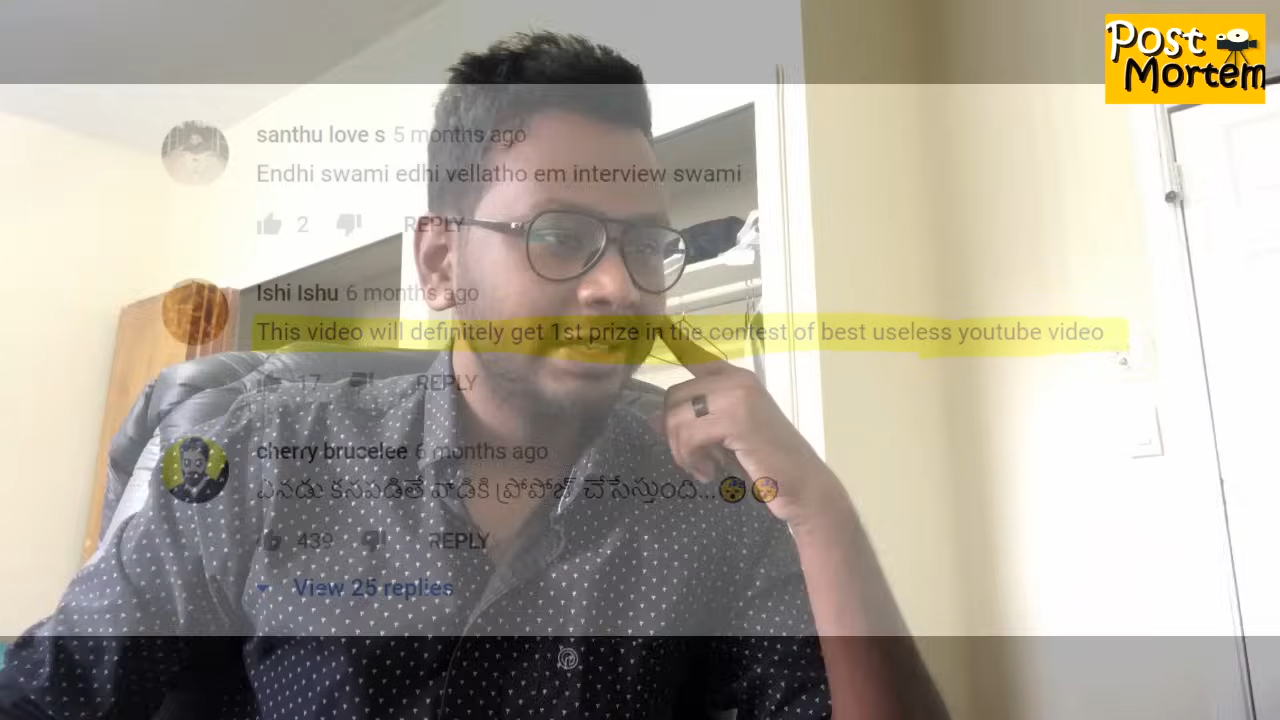 Post
Mortem
santhu love s 5 months ago
Endhi swami edhi vellatho em interview swami
2 REPLY
Ishi Ishu 6 months ago
This video will definitely get 1st prize in the contest of best useless youtube video
17 REPLY
cherry brucelee 6 months ago
ఏనడు కనపడితే వాడికి ప్రోపోజ్ చేసేస్తుంది...
439 REPLY
View 25 replies